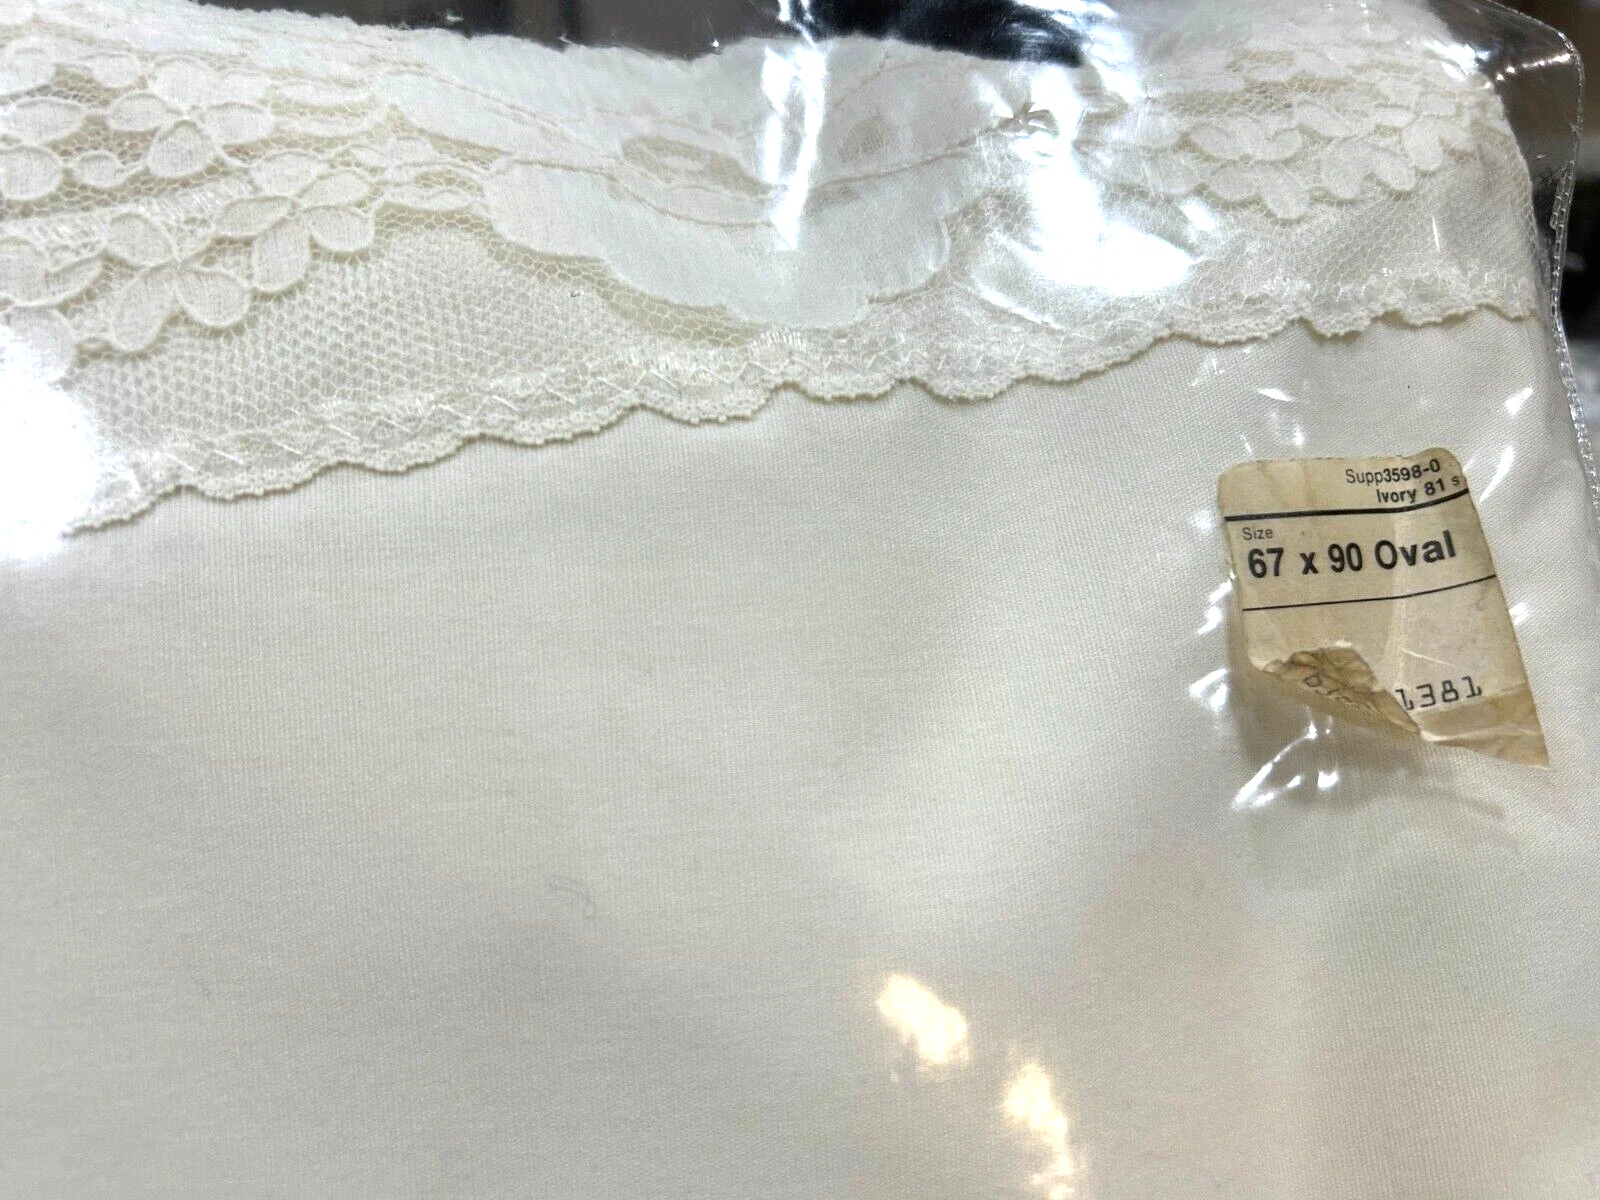 Supp3598-0
Ivory 81 s
Size
67 x 90 Oval
1381